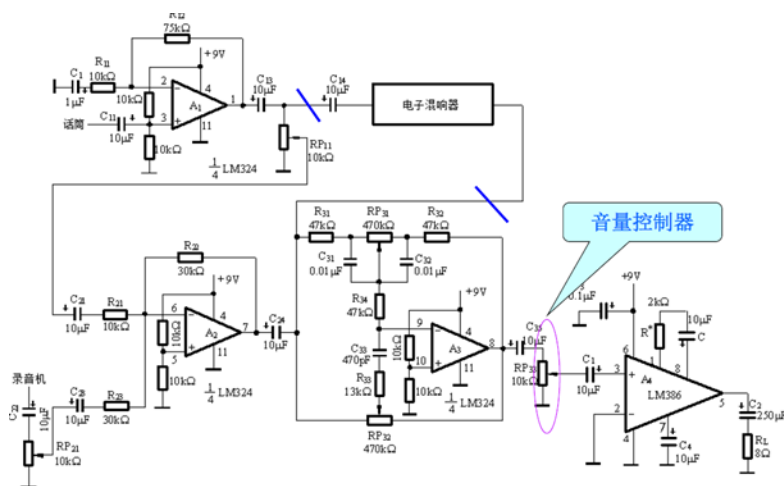 75kΩ
+9V
R11
10kΩ
C1
1μF
10kΩ
2
4
A1
1
3
11
话筒
C11
10μF
10kΩ
1/4 LM324
C13
10μF
RP11
10kΩ
C14
10μF
电子混响器
音量控制器
R31
47kΩ
RP31
470kΩ
R32
47kΩ
C31
0.01μF
C32
0.01μF
R34
47kΩ
+9V
9
4
A3
8
10
11
10kΩ
10kΩ
C33
470pF
R33
13kΩ
1/4 LM324
RP32
470kΩ
30kΩ
+9V
C21
10μF
R21
10kΩ
6
4
A2
7
5
11
10kΩ
10kΩ
1/4 LM324
C24
10μF
录音机
C22
10μF
RP21
10kΩ
C23
10μF
R23
30kΩ
C35
10μF
RP33
10kΩ
C1
10μF
0.1μF
+9V
2kΩ
R*
10μF
C
6
1
8
3
A4
LM386
5
2
4
7
C4
10μF
C2
250μF
RL
8Ω